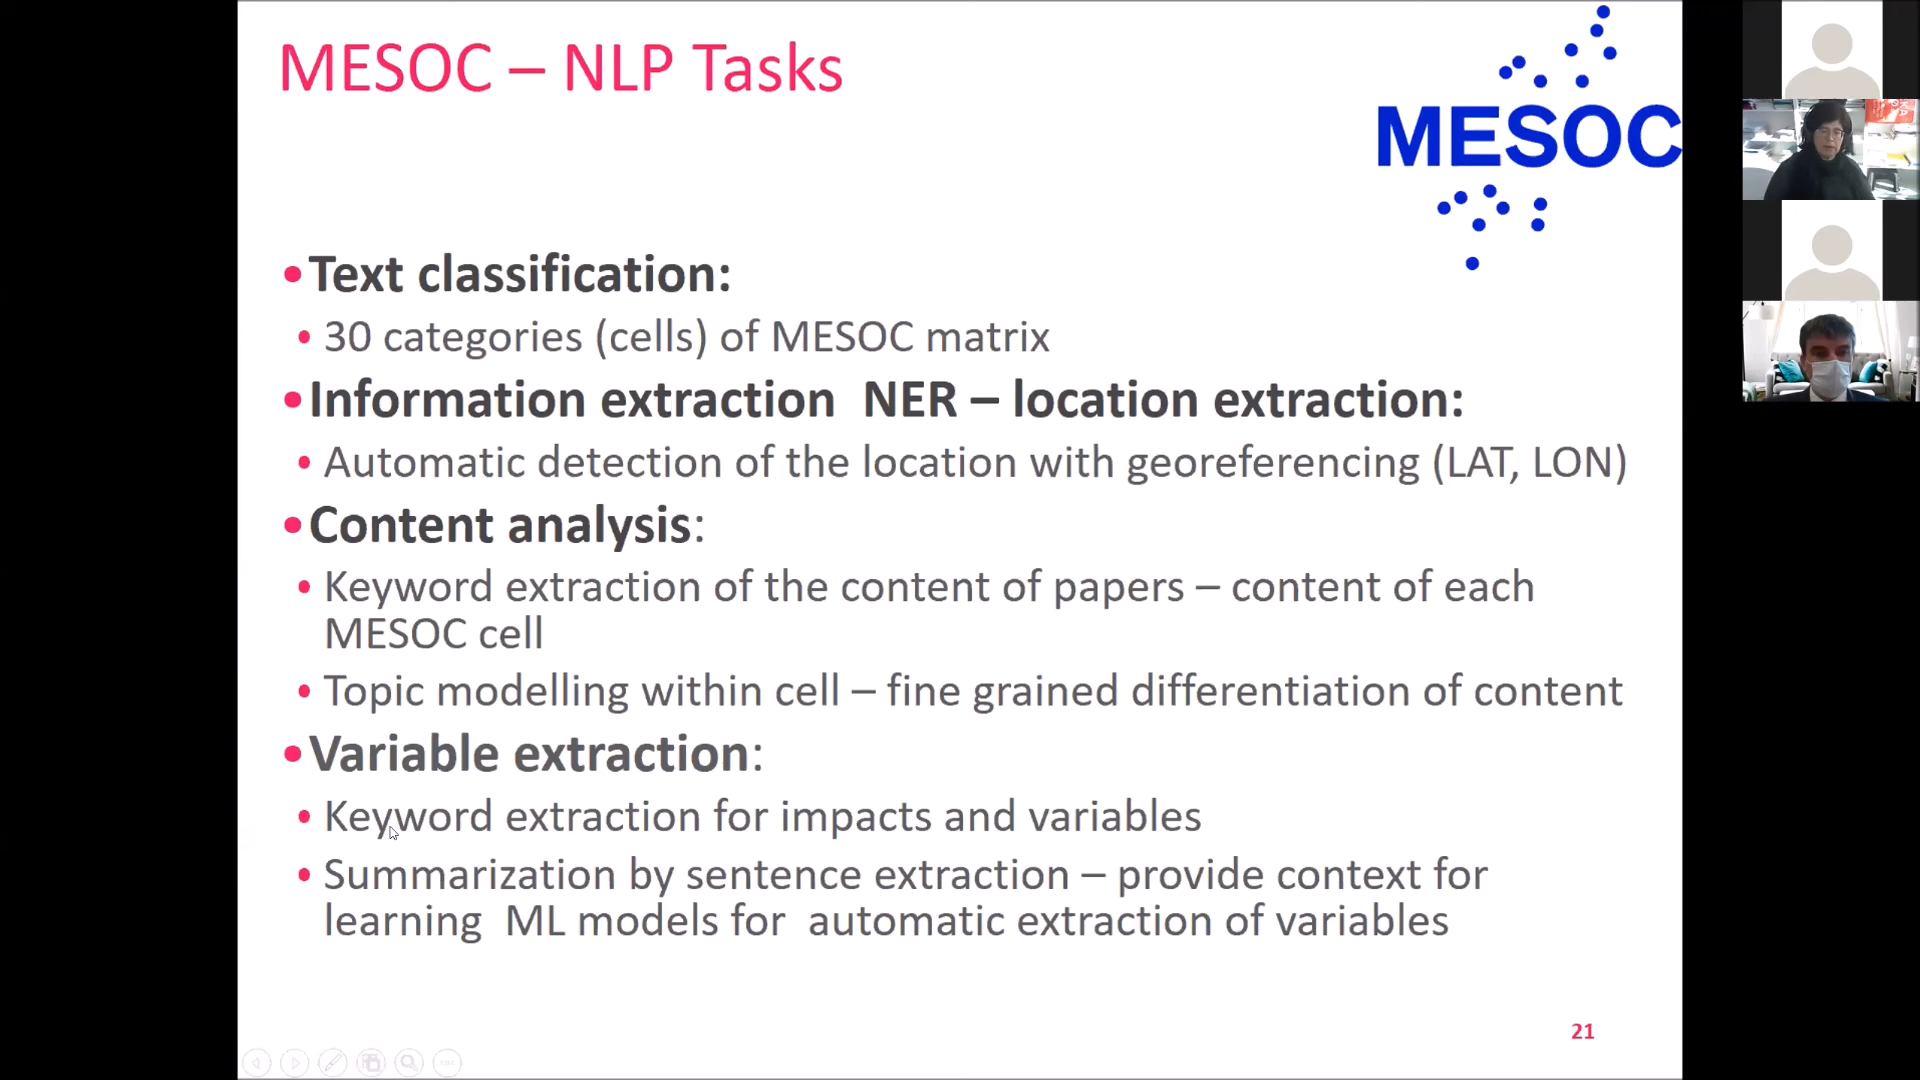 MESOC – NLP Tasks
MESOC
•Text classification:
• 30 categories (cells) of MESOC matrix
•Information extraction  NER – location extraction:
• Automatic detection of the location with georeferencing (LAT, LON)
•Content analysis:
• Keyword extraction of the content of papers – content of each
MESOC cell
• Topic modelling within cell – fine grained differentiation of content
•Variable extraction:
• Keyword extraction for impacts and variables
• Summarization by sentence extraction – provide context for
learning  ML models for  automatic extraction of variables
21